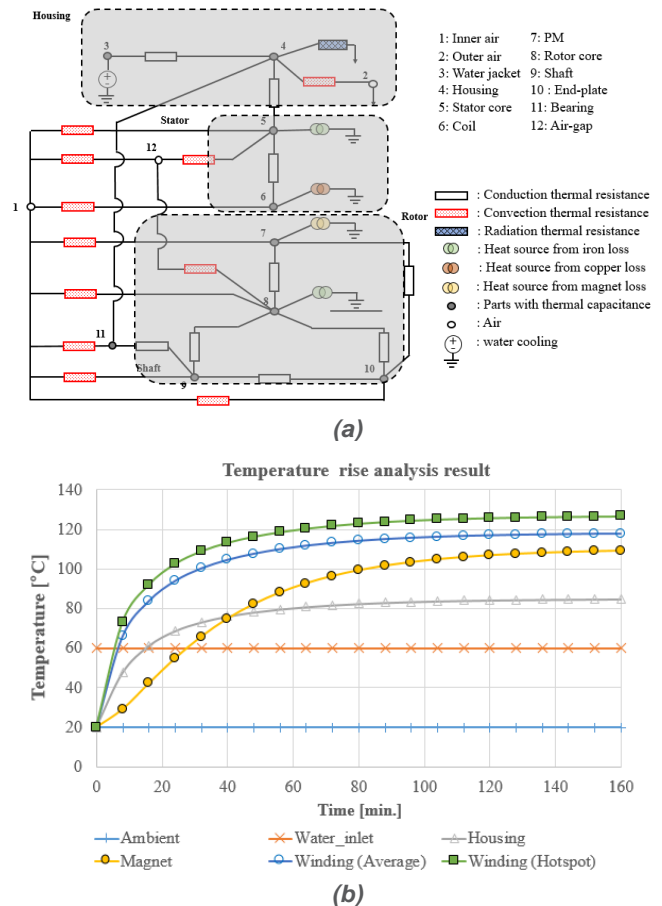 Housing
3
4
2
Stator
5
12
6
1
Rotor
7
8
11
Shaft
9
10
1: Inner air 7: PM
2: Outer air 8: Rotor core
3: Water jacket 9: Shaft
4: Housing 10 : End-plate
5: Stator core 11: Bearing
6: Coil 12: Air-gap
: Conduction thermal resistance
: Convection thermal resistance
: Radiation thermal resistance
: Heat source from iron loss
: Heat source from copper loss
: Heat source from magnet loss
: Parts with thermal capacitance
: Air
: water cooling
(a)
Temperature rise analysis result
Temperature [°C]
140
120
100
80
60
40
20
0
0 20 40 60 80 100 120 140 160
Time [min.]
Ambient Water_inlet Housing
Magnet Winding (Average) Winding (Hotspot)
(b)